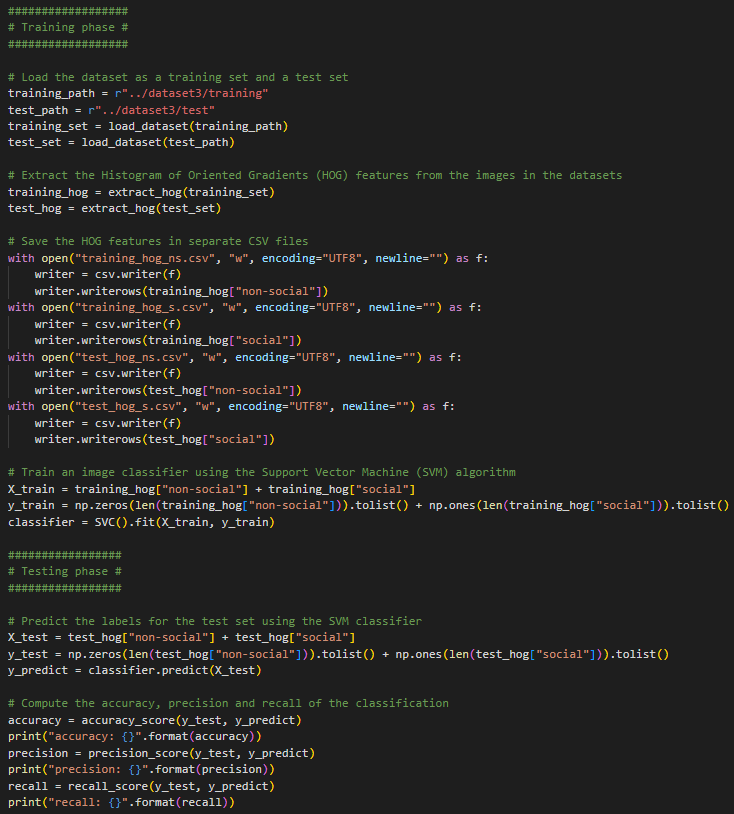 ##################
# Training phase #
##################
# Load the dataset as a training set and a test set
training_path = r"../dataset3/training"
test_path = r"../dataset3/test"
training_set = load_dataset(training_path)
test_set = load_dataset(test_path)
# Extract the Histogram of Oriented Gradients (HOG) features from the images in the datasets
training_hog = extract_hog(training_set)
test_hog = extract_hog(test_set)
# Save the HOG features in separate CSV files
with open("training_hog_ns.csv", "w", encoding="UTF8", newline="") as f:
    writer = csv.writer(f)
    writer.writerows(training_hog["non-social"])
with open("training_hog_s.csv", "w", encoding="UTF8", newline="") as f:
    writer = csv.writer(f)
    writer.writerows(training_hog["social"])
with open("test_hog_ns.csv", "w", encoding="UTF8", newline="") as f:
    writer = csv.writer(f)
    writer.writerows(test_hog["non-social"])
with open("test_hog_s.csv", "w", encoding="UTF8", newline="") as f:
    writer = csv.writer(f)
    writer.writerows(test_hog["social"])
# Train an image classifier using the Support Vector Machine (SVM) algorithm
X_train = training_hog["non-social"] + training_hog["social"]
y_train = np.zeros(len(training_hog["non-social"])).tolist() + np.ones(len(training_hog["social"])).tolist()
classifier = SVC().fit(X_train, y_train)
#################
# Testing phase #
#################
# Predict the labels for the test set using the SVM classifier
X_test = test_hog["non-social"] + test_hog["social"]
y_test = np.zeros(len(test_hog["non-social"])).tolist() + np.ones(len(test_hog["social"])).tolist()
y_predict = classifier.predict(X_test)
# Compute the accuracy, precision and recall of the classification
accuracy = accuracy_score(y_test, y_predict)
print("accuracy: {}".format(accuracy))
precision = precision_score(y_test, y_predict)
print("precision: {}".format(precision))
recall = recall_score(y_test, y_predict)
print("recall: {}".format(recall))